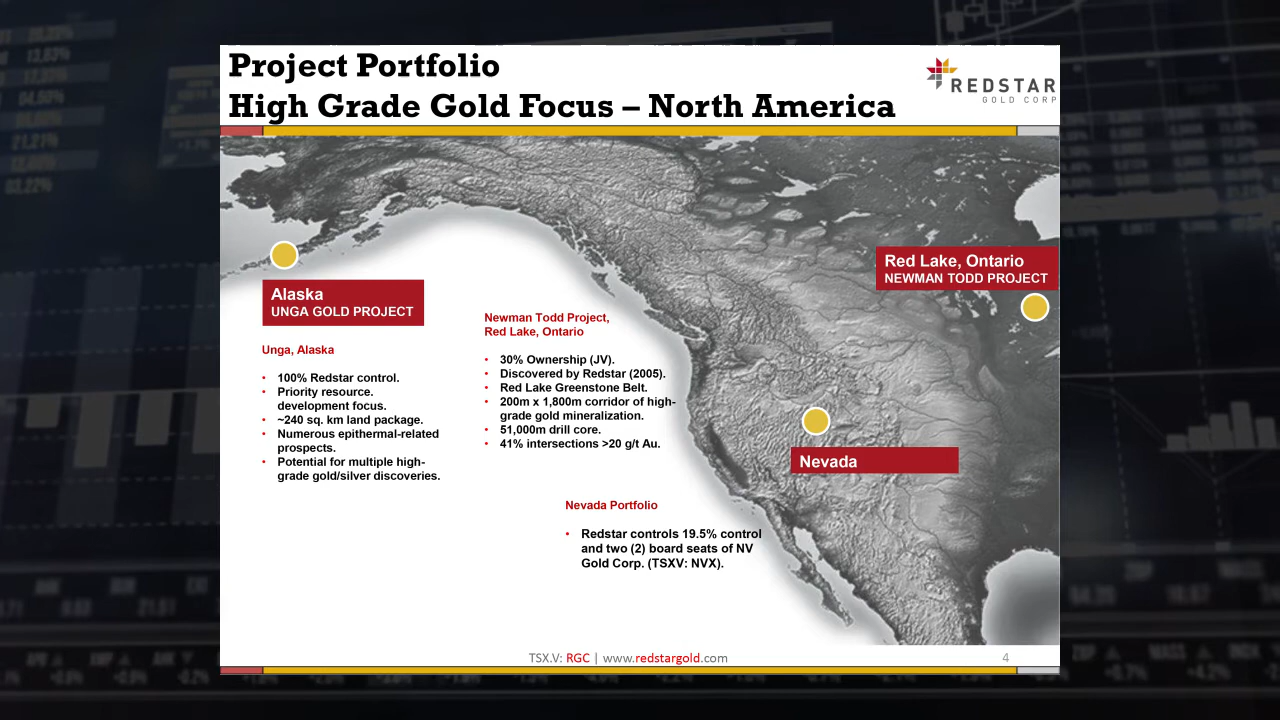 Project Portfolio
High Grade Gold Focus – North America
REDSTAR
GOLD CORP
Alaska
UNGA GOLD PROJECT
Unga, Alaska
• 100% Redstar control.
• Priority resource.
development focus.
• ~240 sq. km land package.
• Numerous epithermal-related
prospects.
• Potential for multiple high-
grade gold/silver discoveries.
Newman Todd Project,
Red Lake, Ontario
• 30% Ownership (JV).
• Discovered by Redstar (2005).
• Red Lake Greenstone Belt.
• 200m x 1,800m corridor of high-
grade gold mineralization.
• 51,000m drill core.
• 41% intersections >20 g/t Au.
Red Lake, Ontario
NEWMAN TODD PROJECT
Nevada
Nevada Portfolio
• Redstar controls 19.5% control
and two (2) board seats of NV
Gold Corp. (TSXV: NVX).
TSX.V: RGC | www.redstargold.com
4